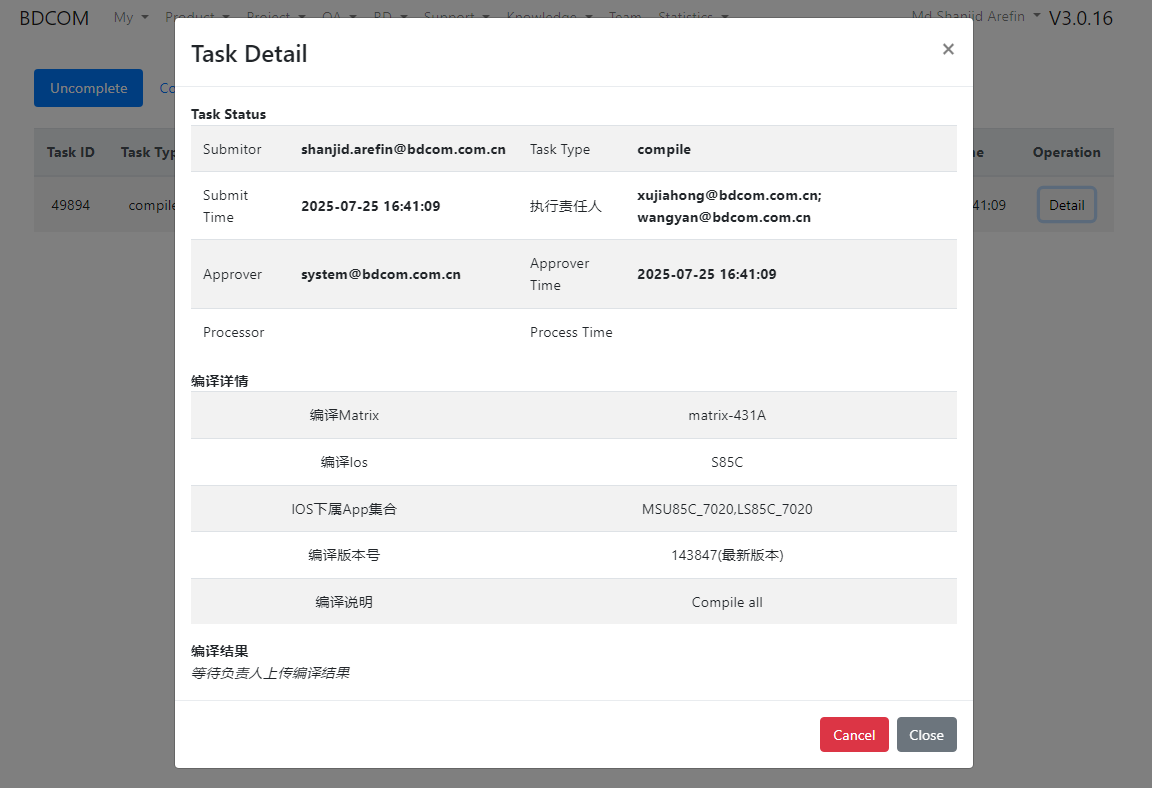 BDCOM My Product Project QA RD Support Knowledge Team Statistics Md Shanjid Arefin V3.0.16
Task Detail ×
Uncomplete
Task Status
Task ID Operation
Submitor shanjid.arefin@bdcom.com.cn Task Type compile
49894 compile 41:09 Detail
Submit Time 2025-07-25 16:41:09 执行责任人 xujiahong@bdcom.com.cn;
wangyan@bdcom.com.cn
Approver system@bdcom.com.cn Approver Time 2025-07-25 16:41:09
Processor Process Time
编译详情
编译Matrix matrix-431A
编译Ios S85C
IOS下属App集合 MSU85C_7020,LS85C_7020
编译版本号 143847(最新版本)
编译说明 Compile all
编译结果
等待负责人上传编译结果
Cancel Close